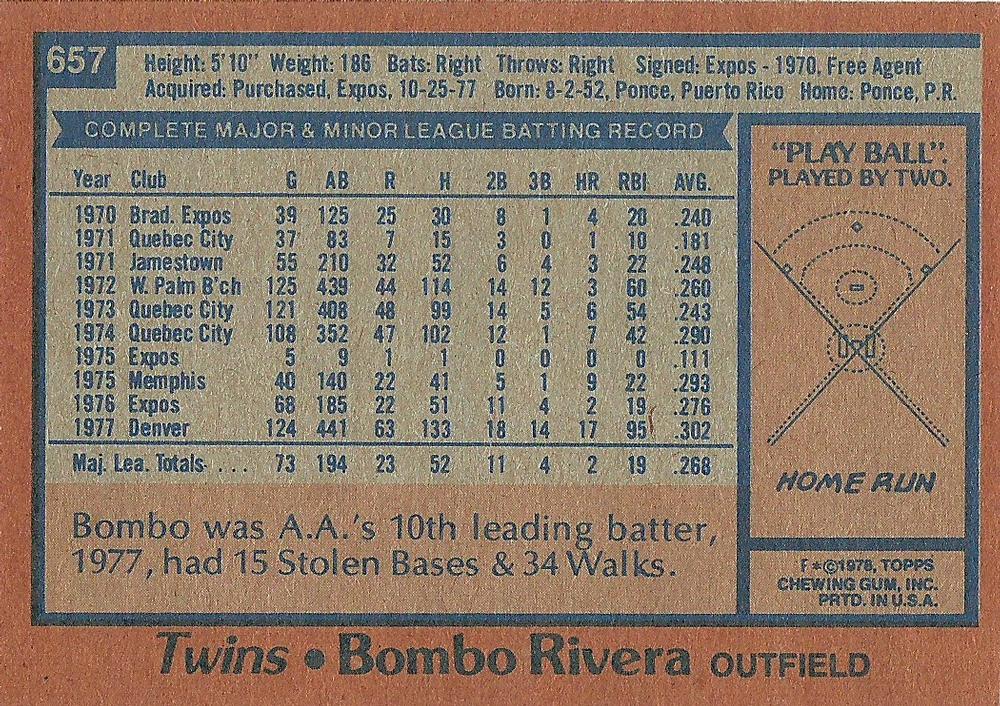 657
Height: 5'10" Weight: 186 Bats: Right Throws: Right Signed: Expos - 1970, Free Agent
Acquired: Purchased, Expos, 10-25-77 Born: 8-2-52, Ponce, Puerto Rico Home: Ponce, P.R.
COMPLETE MAJOR & MINOR LEAGUE BATTING RECORD
Year Club G AB R H 2B 3B HR RBI AVG.
1970 Brad. Expos 39 125 25 30 8 1 4 20 .240
1971 Quebec City 37 83 7 15 3 0 1 10 .181
1971 Jamestown 55 210 32 52 6 4 3 22 .248
1972 W. Palm B'ch 125 439 44 114 14 12 3 60 .260
1973 Quebec City 121 408 48 99 14 5 6 54 .243
1974 Quebec City 108 352 47 102 12 1 7 42 .290
1975 Expos 5 9 1 1 0 0 0 0 .111
1975 Memphis 40 140 22 41 5 1 9 22 .293
1976 Expos 68 185 22 51 11 4 2 19 .276
1977 Denver 124 441 63 133 18 14 17 95 .302
Maj. Lea. Totals . . . . 73 194 23 52 11 4 2 19 .268
Bombo was A.A.'s 10th leading batter,
1977, had 15 Stolen Bases & 34 Walks.
"PLAY BALL".
PLAYED BY TWO.
HOME RUN
F*©1978, TOPPS
CHEWING GUM, INC.
PRTD. IN U.S.A.
Twins • Bombo Rivera OUTFIELD